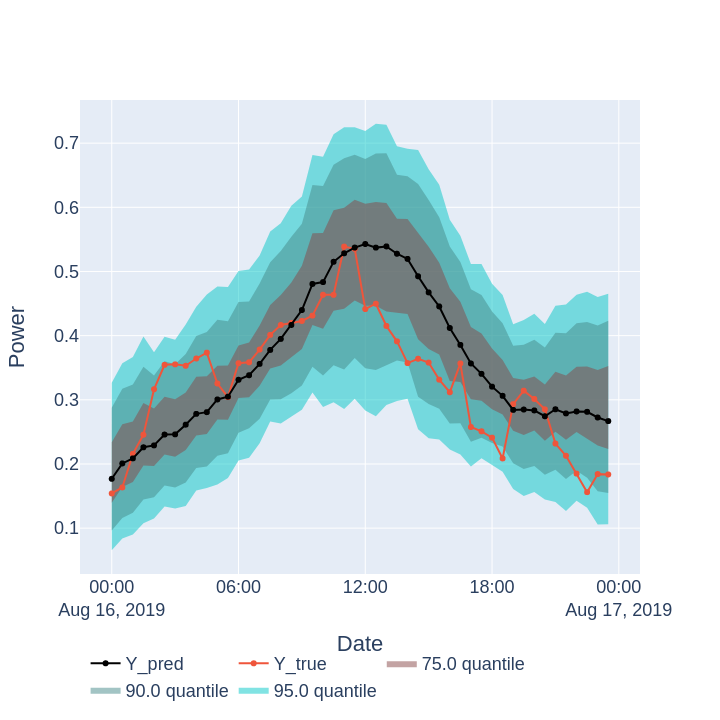 0.7
0.6
0.5
0.4
0.3
0.2
0.1
Power
00:00 06:00 12:00 18:00 00:00
Aug 16, 2019 Aug 17, 2019
Date
Y_pred Y_true 75.0 quantile
90.0 quantile 95.0 quantile